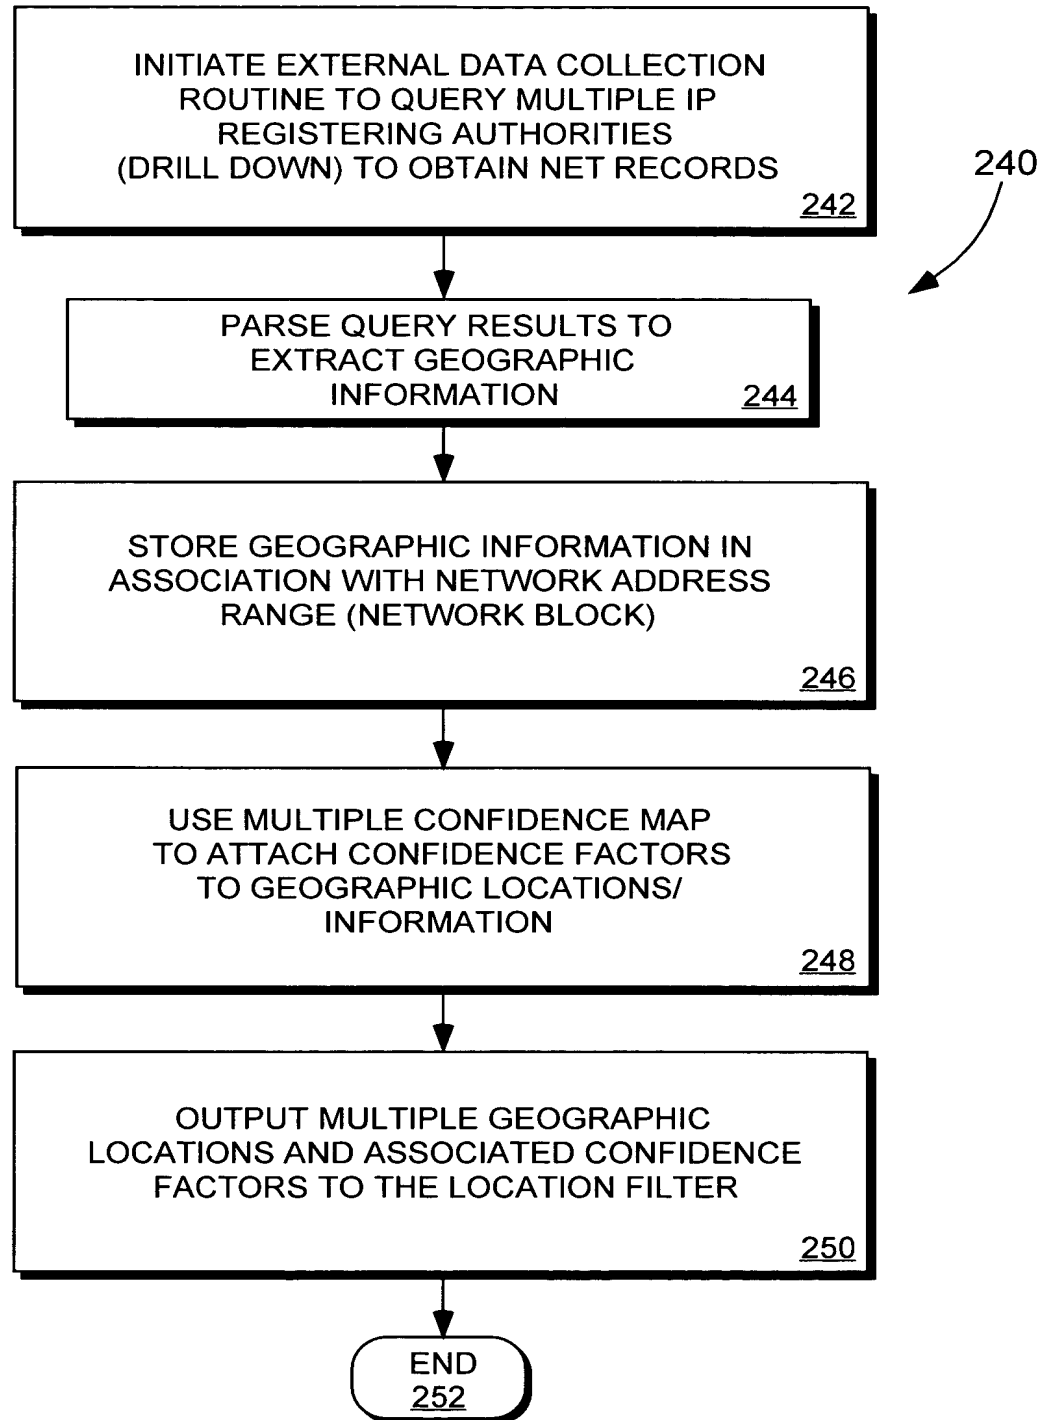 INITIATE EXTERNAL DATA COLLECTION
ROUTINE TO QUERY MULTIPLE IP
REGISTERING AUTHORITIES
(DRILL DOWN) TO OBTAIN NET RECORDS
242
240
PARSE QUERY RESULTS TO
EXTRACT GEOGRAPHIC
INFORMATION
244
STORE GEOGRAPHIC INFORMATION IN
ASSOCIATION WITH NETWORK ADDRESS
RANGE (NETWORK BLOCK)
246
USE MULTIPLE CONFIDENCE MAP
TO ATTACH CONFIDENCE FACTORS
TO GEOGRAPHIC LOCATIONS/
INFORMATION
248
OUTPUT MULTIPLE GEOGRAPHIC
LOCATIONS AND ASSOCIATED CONFIDENCE
FACTORS TO THE LOCATION FILTER
250
END
252